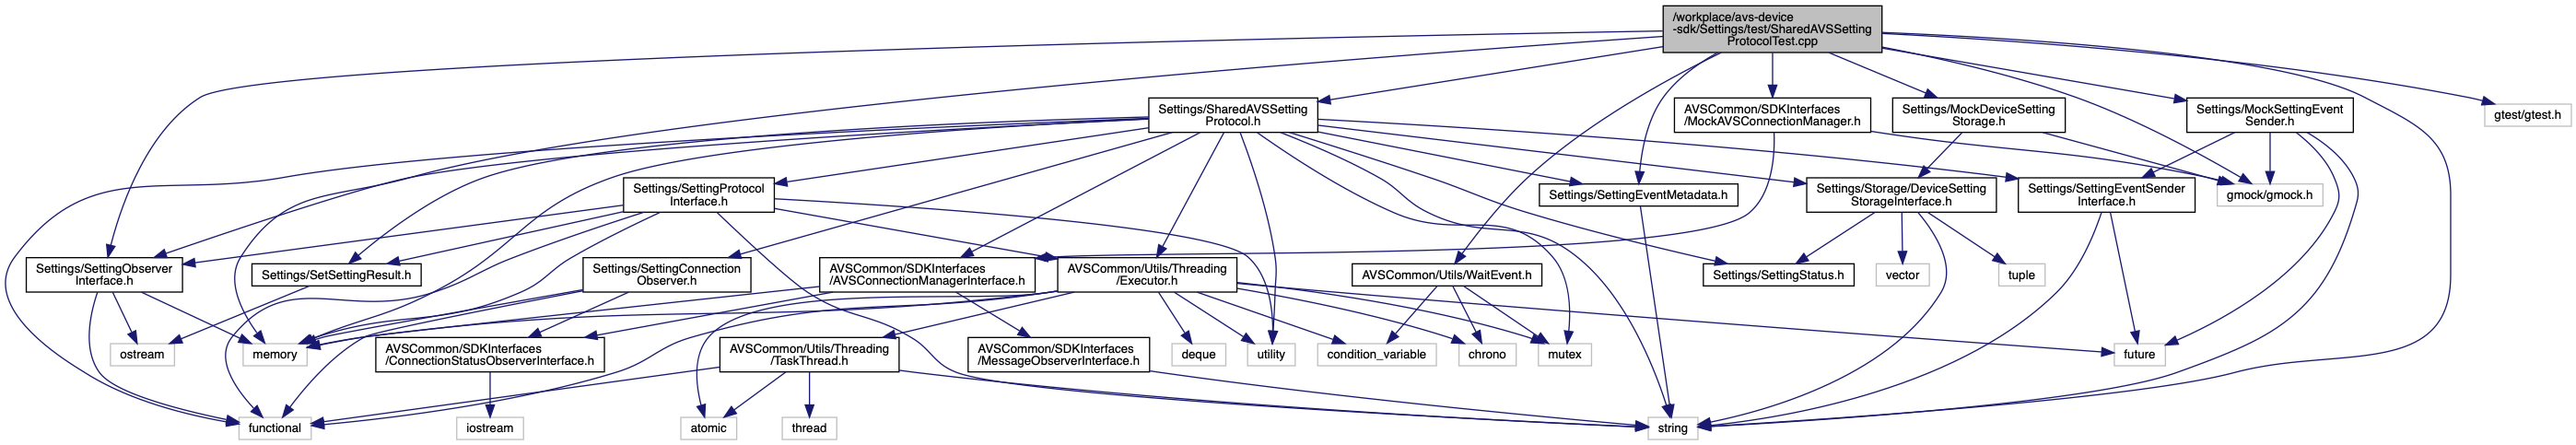 /workplace/avs-device
-sdk/Settings/test/SharedAVSSetting
ProtocolTest.cpp
Settings/SharedAVSSetting
Protocol.h
AVSCommon/SDKInterfaces
/MockAVSConnectionManager.h
Settings/MockDeviceSetting
Storage.h
Settings/MockSettingEvent
Sender.h
gtest/gtest.h
Settings/SettingProtocol
Interface.h
Settings/SettingEventMetadata.h
Settings/Storage/DeviceSetting
StorageInterface.h
Settings/SettingEventSender
Interface.h
gmock/gmock.h
Settings/SettingObserver
Interface.h
Settings/SetSettingResult.h
Settings/SettingConnection
Observer.h
AVSCommon/SDKInterfaces
/AVSConnectionManagerInterface.h
AVSCommon/Utils/Threading
/Executor.h
AVSCommon/Utils/WaitEvent.h
Settings/SettingStatus.h
vector
tuple
ostream
memory
AVSCommon/SDKInterfaces
/ConnectionStatusObserverInterface.h
AVSCommon/Utils/Threading
/TaskThread.h
AVSCommon/SDKInterfaces
/MessageObserverInterface.h
deque
utility
condition_variable
chrono
mutex
future
functional
iostream
atomic
thread
string